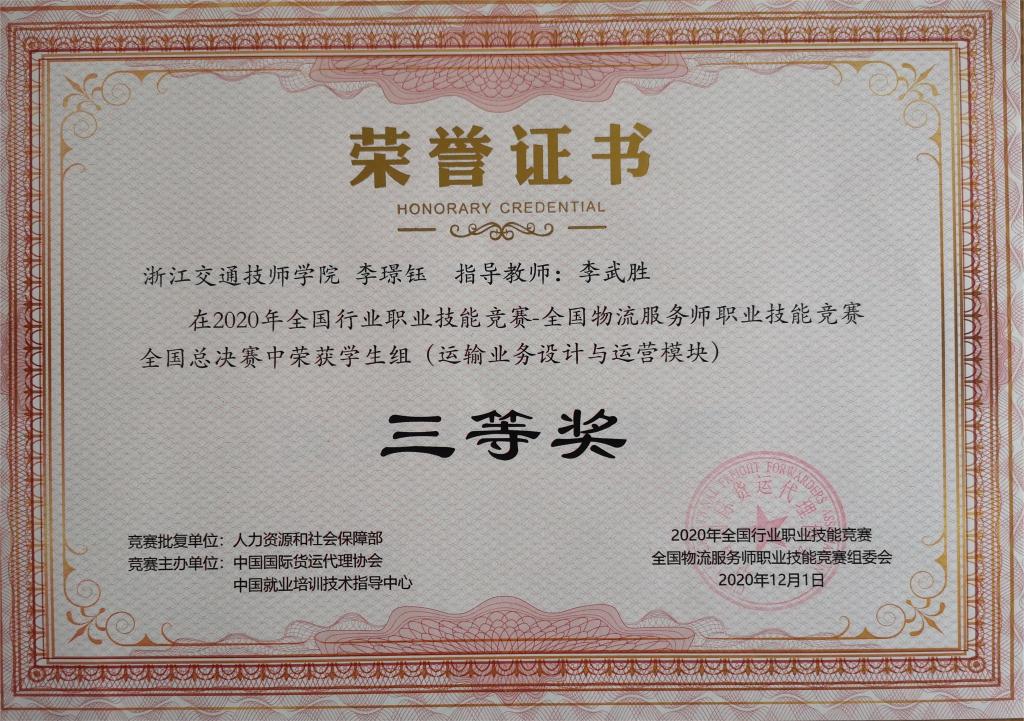 荣誉证书
HONORARY CREDENTIAL
浙江交通技师学院 李璟钰 指导教师：李武胜
在2020年全国行业职业技能竞赛-全国物流服务师职业技能竞赛
全国总决赛中荣获学生组（运输业务设计与运营模块）
三等奖
竞赛批复单位：人力资源和社会保障部
竞赛主办单位：中国国际货运代理协会
中国就业培训技术指导中心
FREIGHT FORWARDERS
际货运代理
2020年全国行业职业技能竞赛
全国物流服务师职业技能竞赛组委会
2020年12月1日